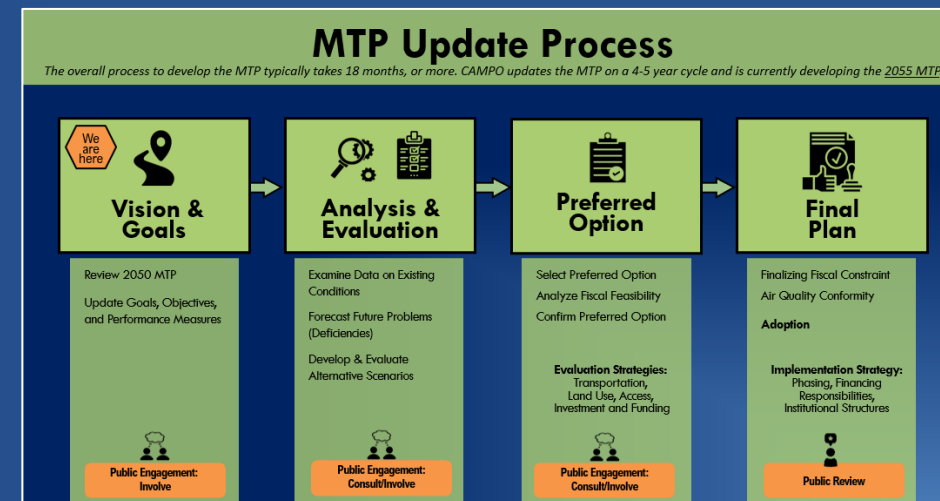 MTP Update Process
The overall process to develop the MTP typically takes 18 months, or more. CAMPO updates the MTP on a 4-5 year cycle and is currently developing the 2055 MTP
We
are
here
Vision &
Goals
Review 2050 MTP
Update Goals, Objectives,
and Performance Measures
Public Engagement:
Involve
Analysis &
Evaluation
Examine Data on Existing
Conditions
Forecast Future Problems
(Deficiencies)
Develop & Evaluate
Alternative Scenarios
Public Engagement:
Consult/Involve
Preferred
Option
Select Preferred Option
Analyze Fiscal Feasibility
Confirm Preferred Option
Evaluation Strategies:
Transportation,
Land Use, Access,
Investment and Funding
Public Engagement:
Consult/Involve
Final
Plan
Finalizing Fiscal Constraint
Air Quality Conformity
Adoption
Implementation Strategy:
Phasing, Financing
Responsibilities,
Institutional Structures
Public Review